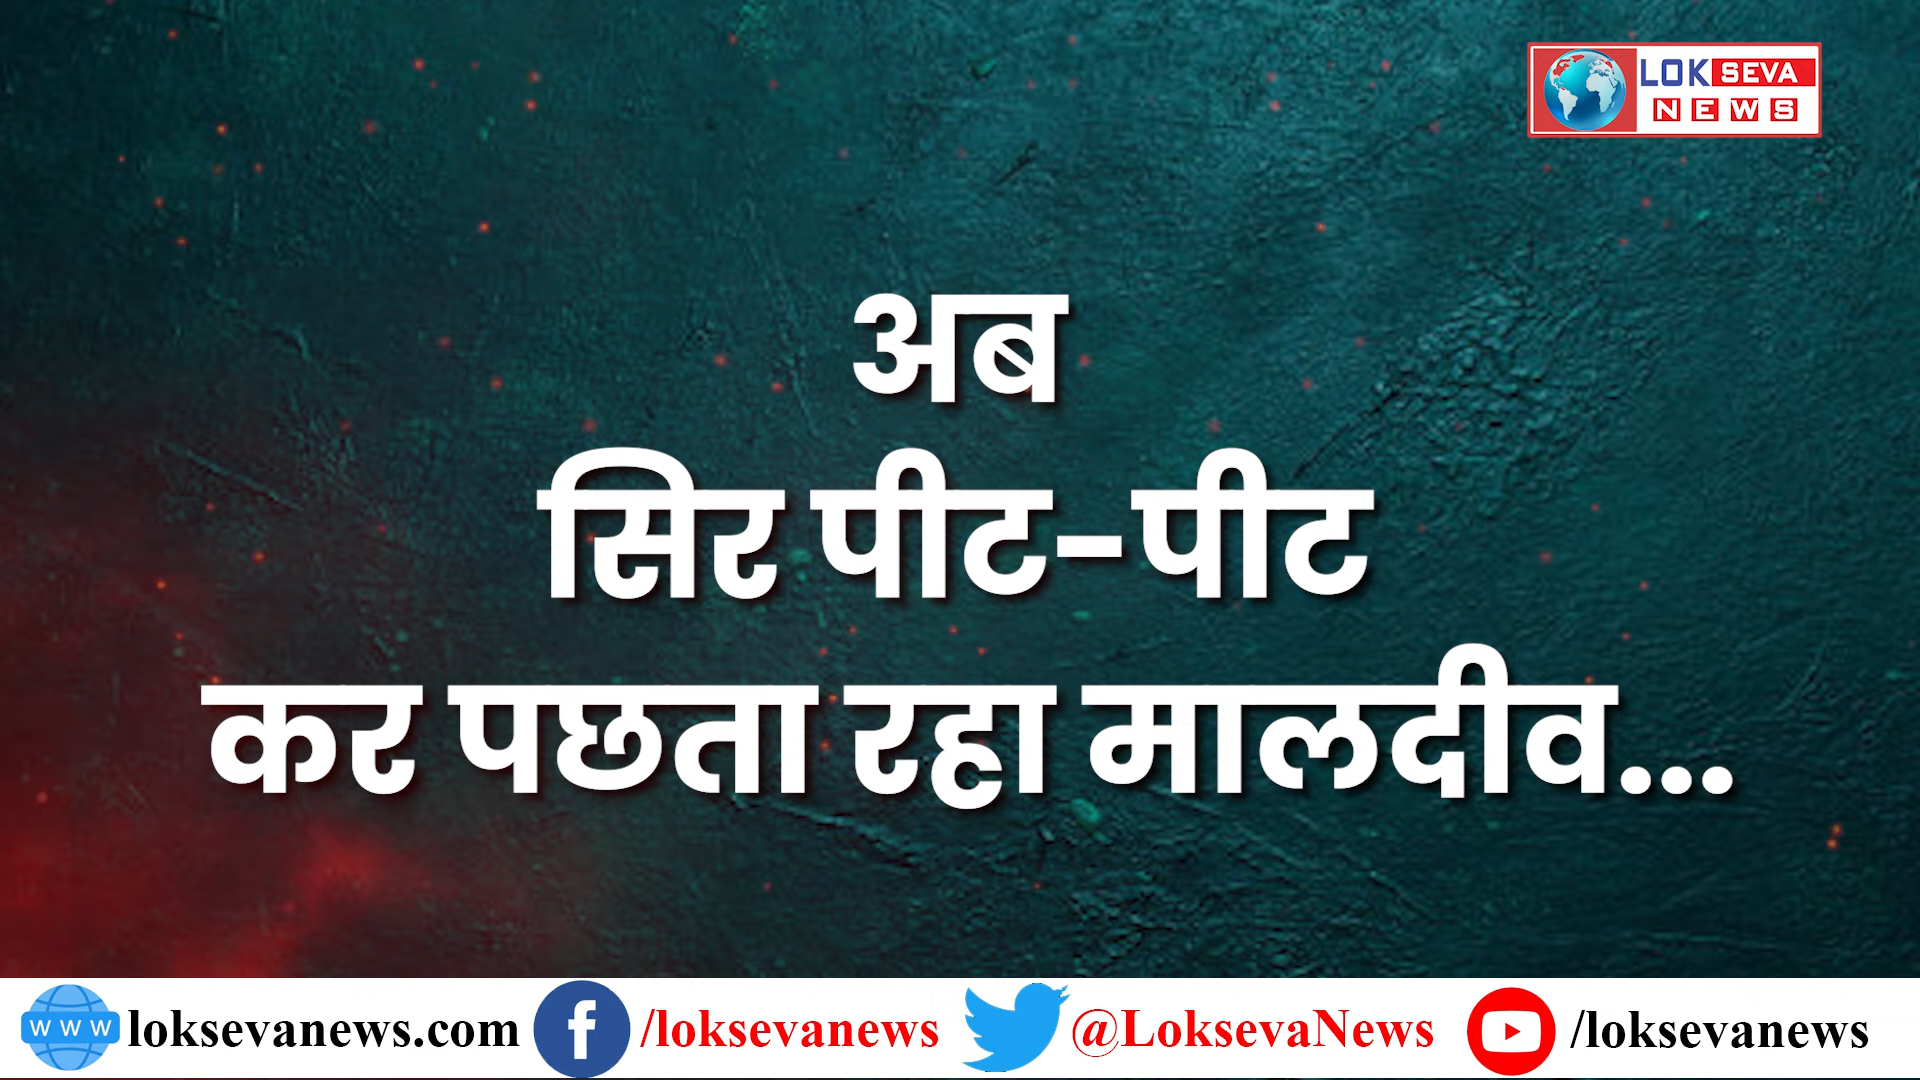 LOK SEVA
NEWS
अब
सिर पीट-पीट
कर पछता रहा मालदीव...
www loksevanews.com f /loksevanews @LoksevaNews /loksevanews